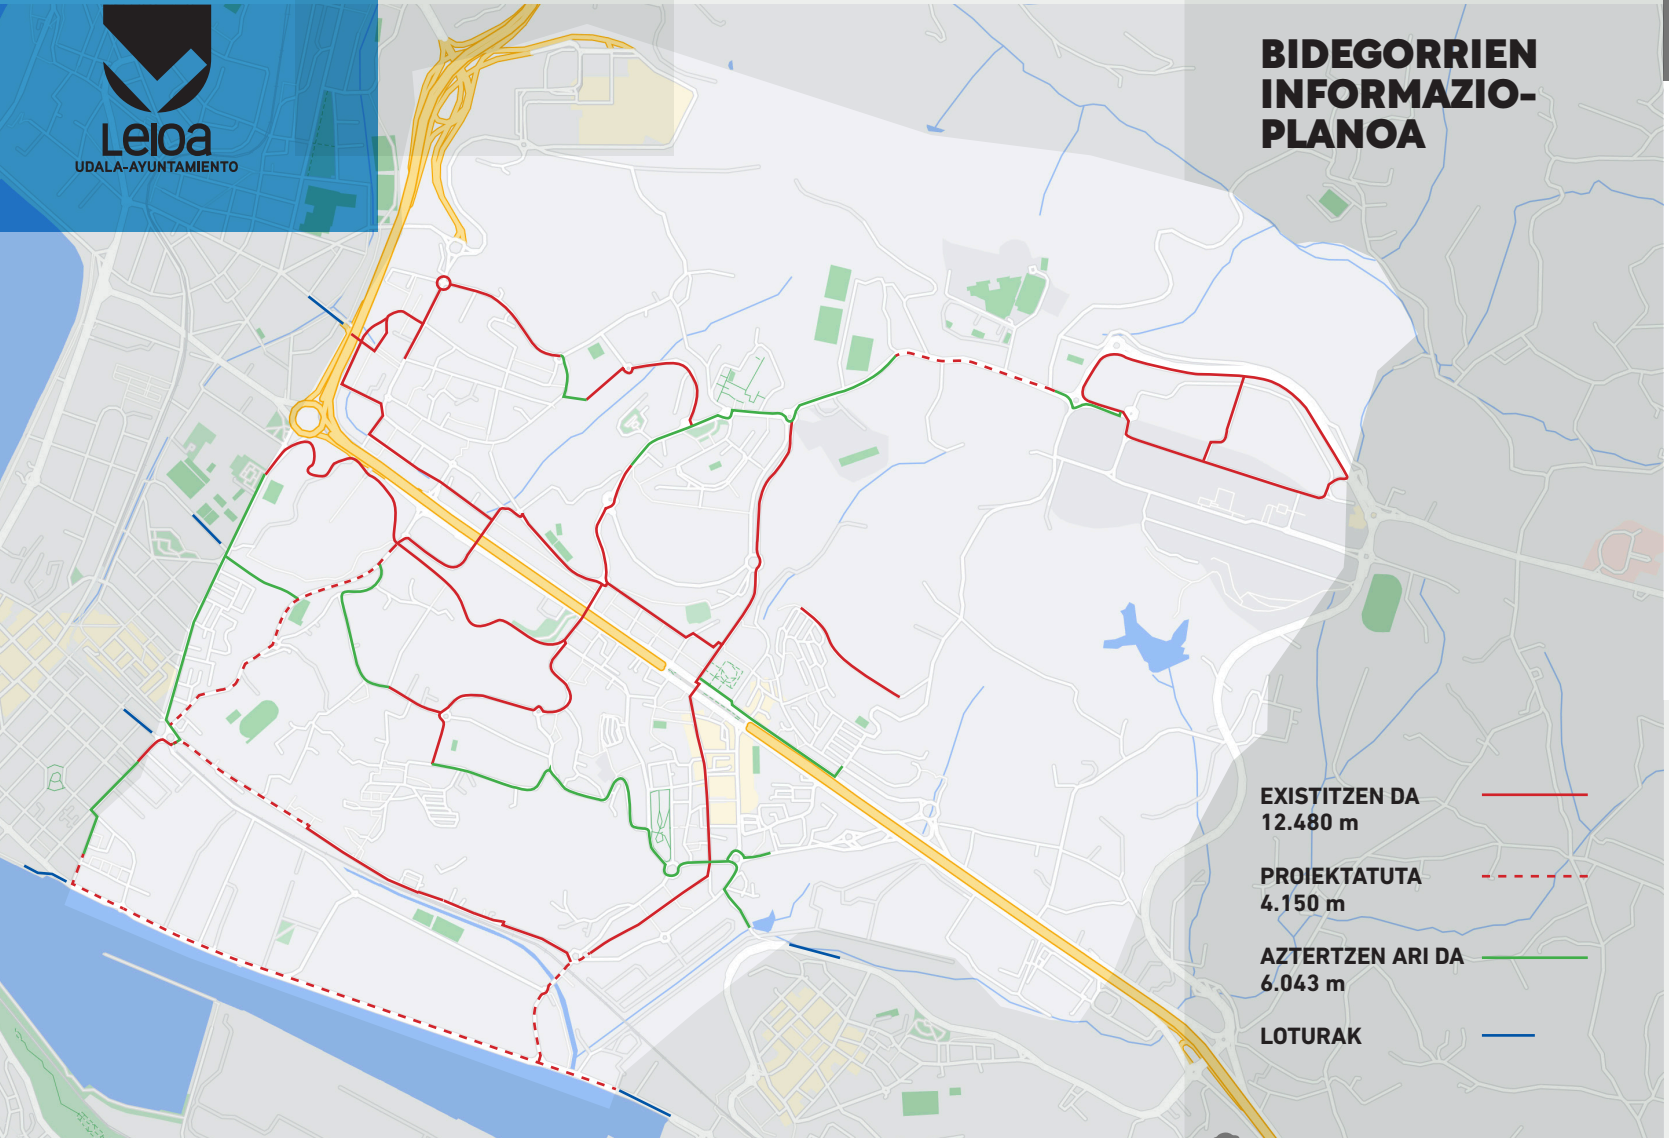 Leioa
UDALA-AYUNTAMIENTO
BIDEGORRIEN
INFORMAZIO-
PLANOA
EXISTITZEN DA
12.480 m
PROIEKTATUTA
4.150 m
AZTERTZEN ARI DA
6.043 m
LOTURAK